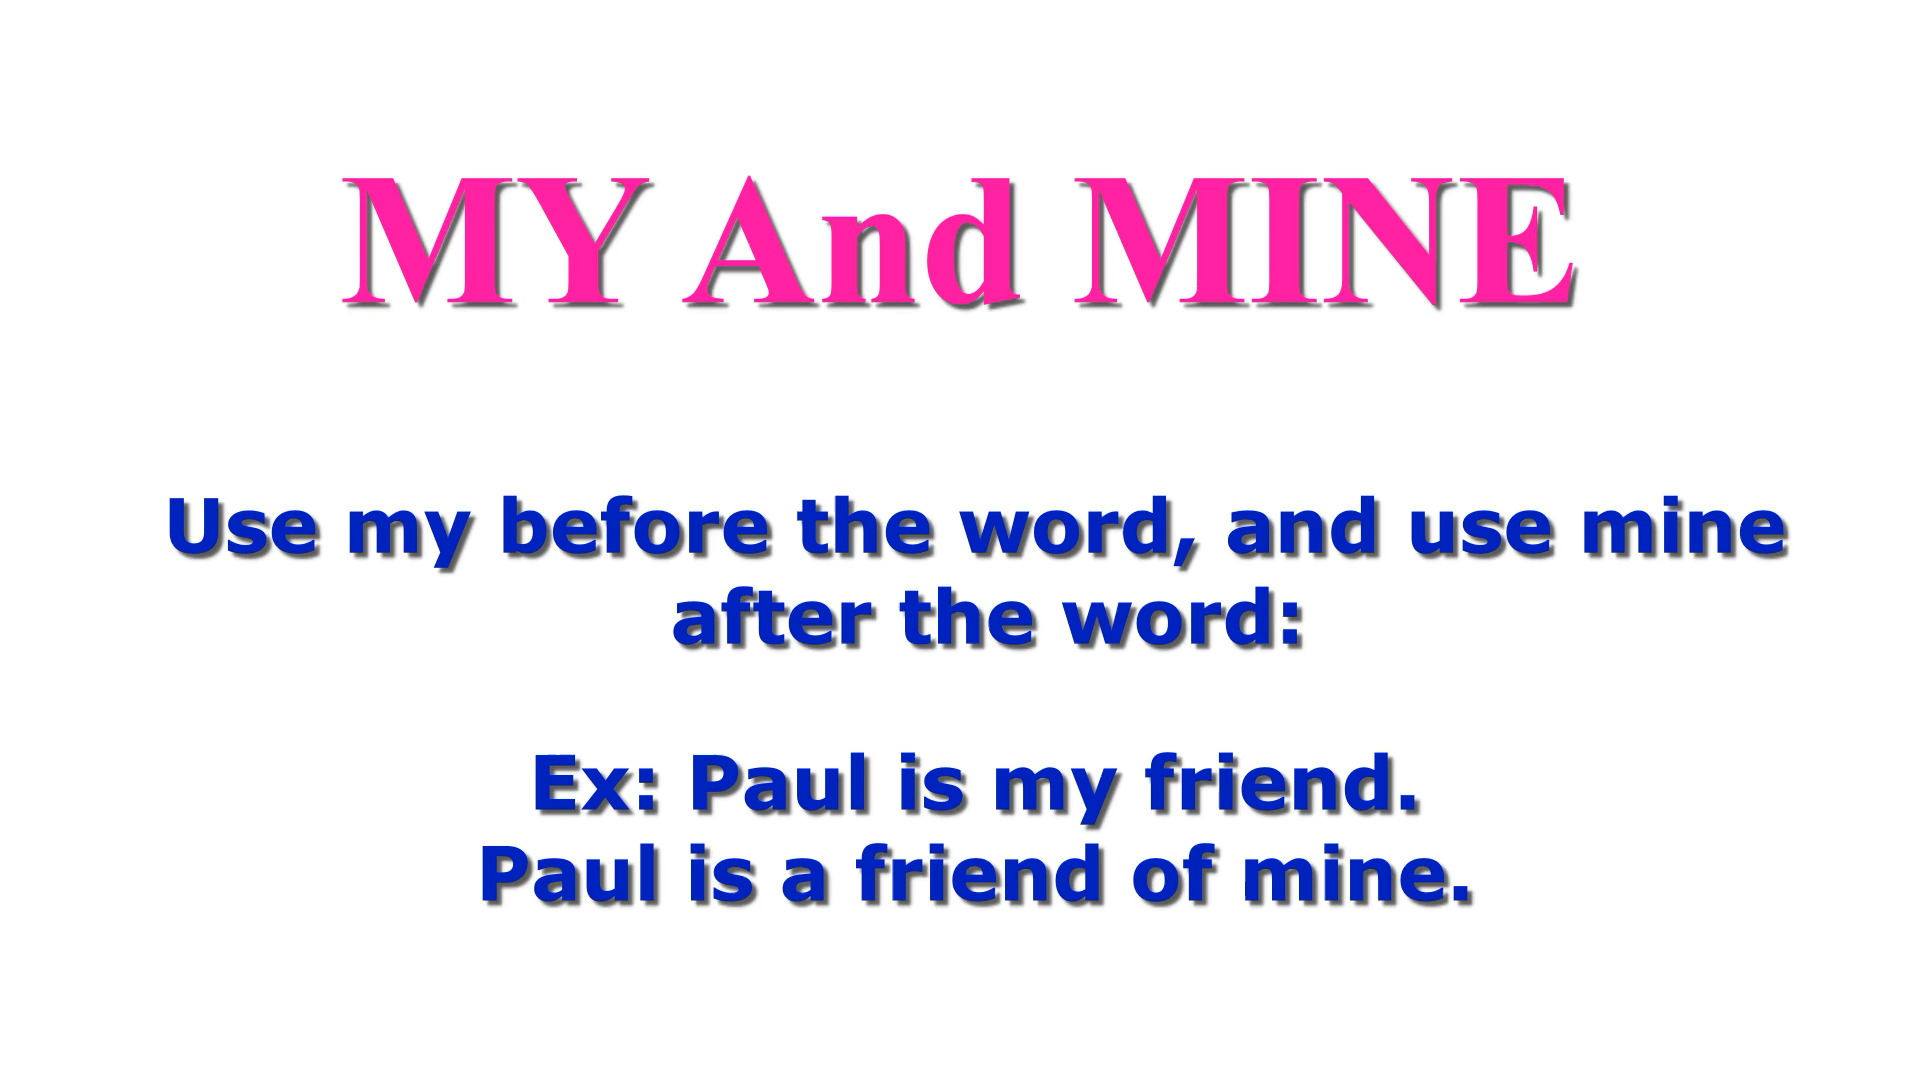 MY And MINE
Use my before the word, and use mine
after the word:
Ex: Paul is my friend.
Paul is a friend of mine.